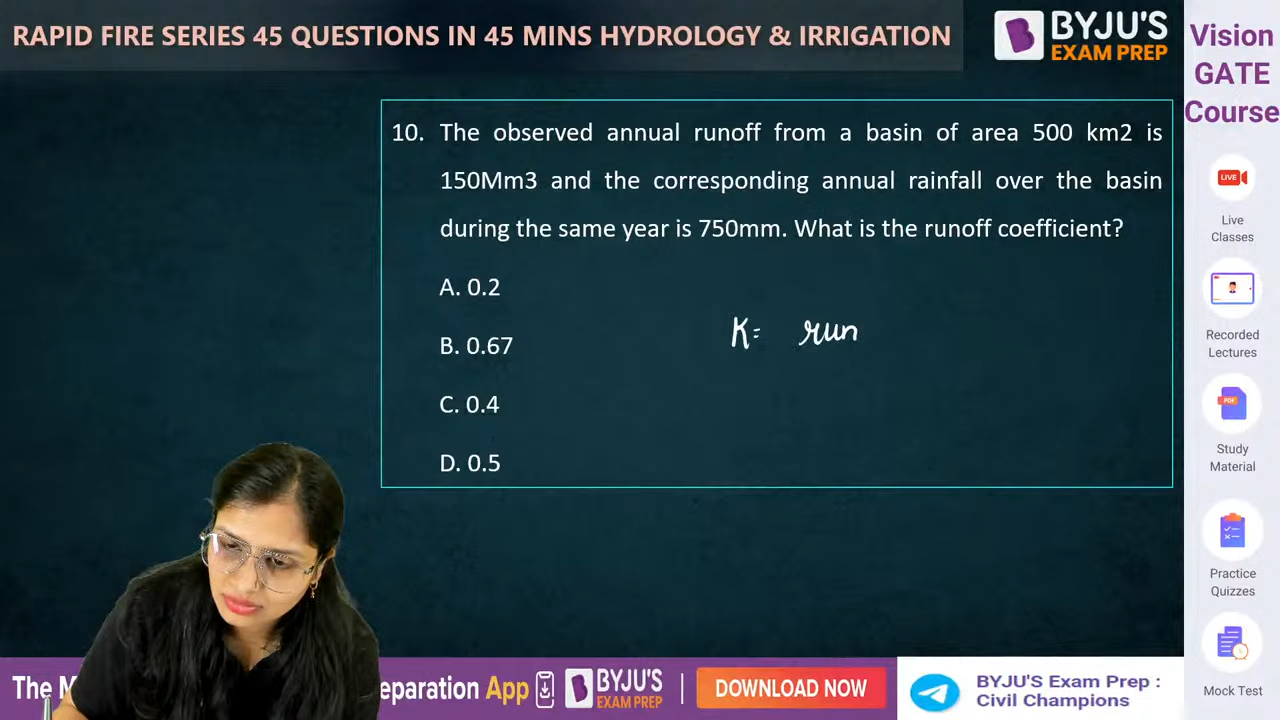 RAPID FIRE SERIES 45 QUESTIONS IN 45 MINS HYDROLOGY & IRRIGATION
BYJU'S
EXAM PREP
Vision
GATE
Course
10. The observed annual runoff from a basin of area 500 km2 is
150Mm3 and the corresponding annual rainfall over the basin
during the same year is 750mm. What is the runoff coefficient?
A. 0.2
B. 0.67
C. 0.4
D. 0.5
K= run
LIVE
Live
Classes
Recorded
Lectures
PDF
Study
Material
Practice
Quizzes
Mock Test
The
eparation App
BYJU'S
EXAM PREP
DOWNLOAD NOW
BYJU'S Exam Prep :
Civil Champions